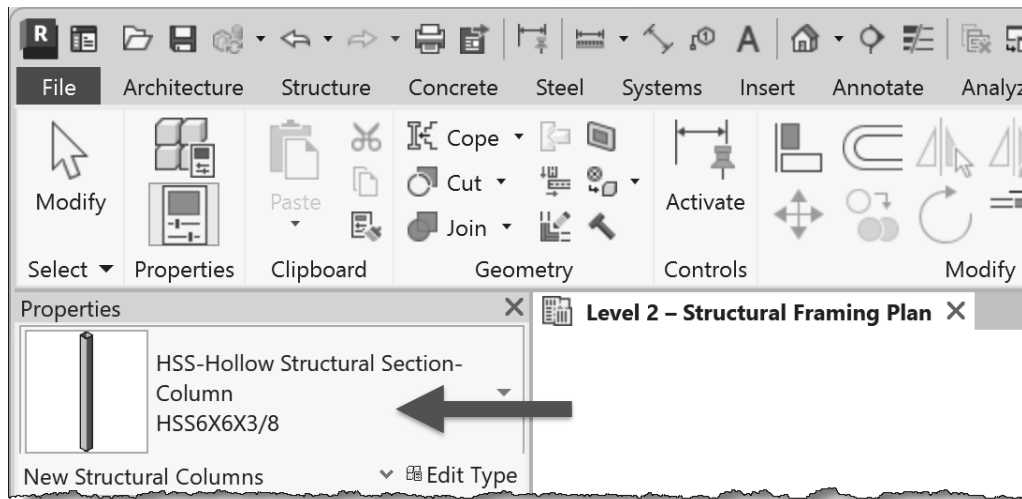 R
A
File Architecture Structure Concrete Steel Systems Insert Annotate Analyz
Modify
Paste
Cope
Cut
Join
Activate
Select Properties Clipboard Geometry Controls Modify
Properties
HSS-Hollow Structural Section-
Column
HSS6X6X3/8
New Structural Columns Edit Type
Level 2 – Structural Framing Plan